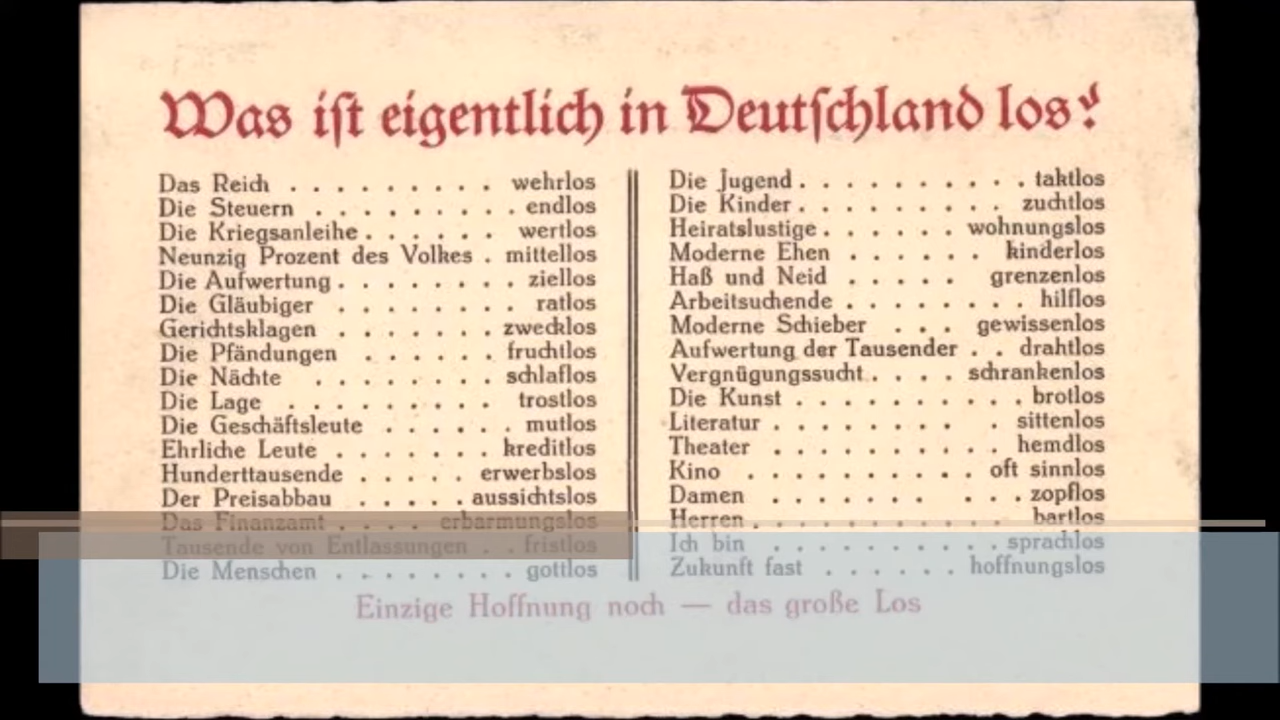 Was ist eigentlich in Deutschland los?
Das Reich . . . . . . . . . wehrlos
Die Steuern . . . . . . . . . endlos
Die Kriegsanleihe . . . . . . wertlos
Neunzig Prozent des Volkes . mittellos
Die Aufwertung . . . . . . . ziellos
Die Gläubiger . . . . . . . ratlos
Gerichtsklagen . . . . . . . zwecklos
Die Pfändungen . . . . . . fruchtlos
Die Nächte . . . . . . . . schlaflos
Die Lage . . . . . . . . . trostlos
Die Geschäftsleute . . . . . . mutlos
Ehrliche Leute . . . . . . . kreditlos
Hunderttausende . . . . . erwerbslos
Der Preisabbau . . . . . aussichtslos
Das Finanzamt . . . . erbarmungslos
Tausende von Entlassungen . . fristlos
Die Menschen . . . . . . . gottlos
Die Jugend . . . . . . . . . . taktlos
Die Kinder . . . . . . . . . zuchtlos
Heiratslustige . . . . . . wohnungslos
Moderne Ehen . . . . . . kinderlos
Haß und Neid . . . . . grenzenlos
Arbeitsuchende . . . . . . . . hilflos
Moderne Schieber . . . gewissenlos
Aufwertung der Tausender . . drahtlos
Vergnügungssucht . . . . schrankenlos
Die Kunst . . . . . . . . . . brotlos
Literatur . . . . . . . . . sittenlos
Theater . . . . . . . . . . hemdlos
Kino . . . . . . . . . oft sinnlos
Damen . . . . . . . . . . zopflos
Herren . . . . . . . . . . . bartlos
Ich bin . . . . . . . . . . sprachlos
Zukunft fast . . . . . . hoffnungslos
Einzige Hoffnung noch — das große Los